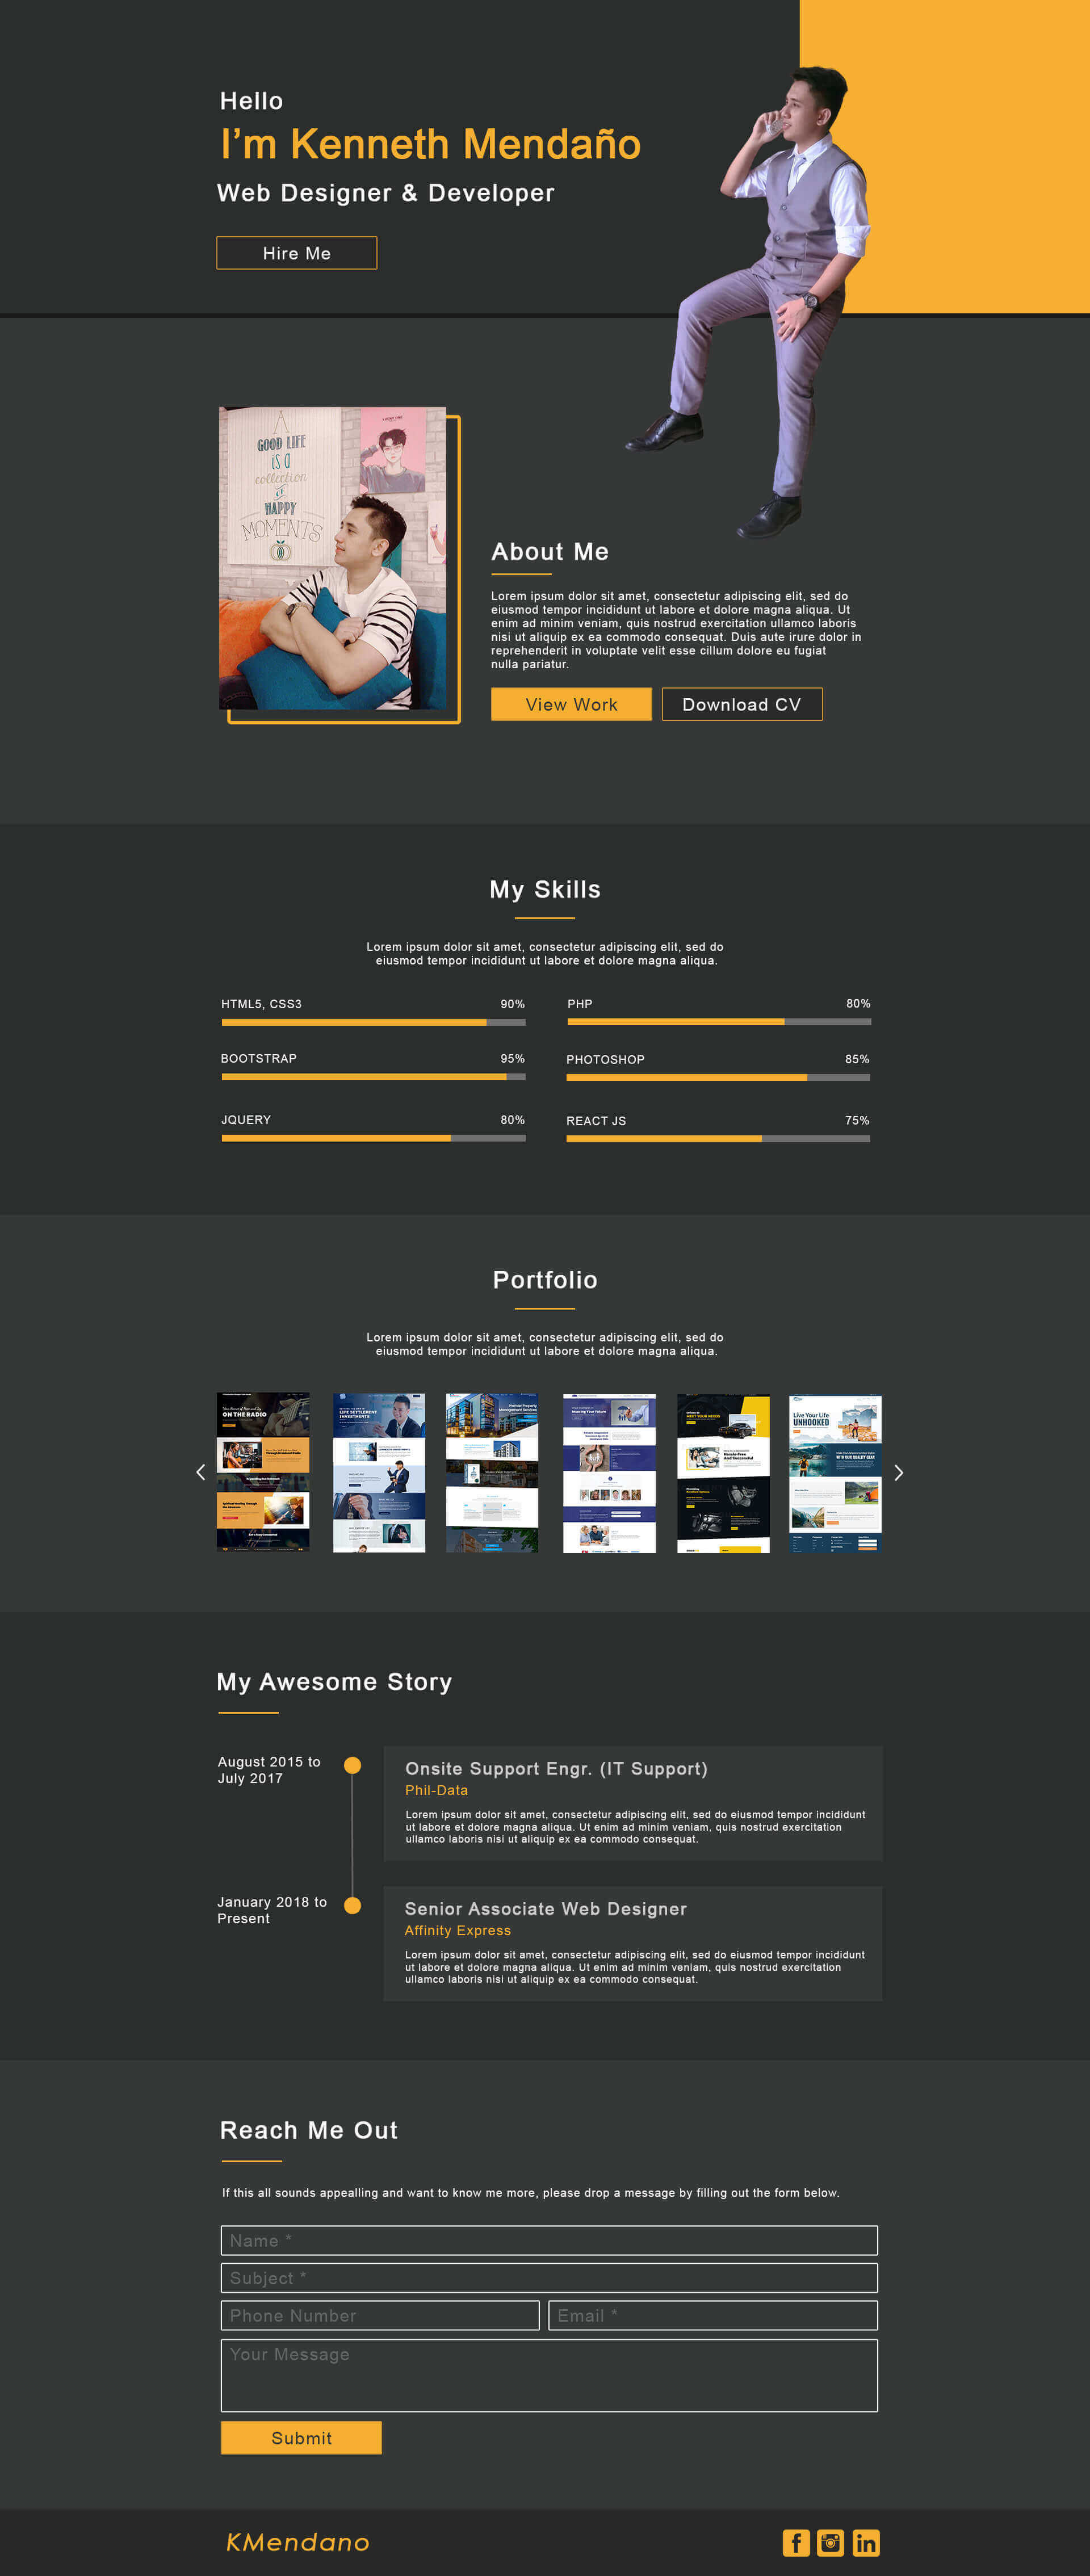 Hello
I'm Kenneth Mendaño
Web Designer & Developer
Hire Me
A
GOOD LIFE
is a
collection
of
HAPPY
MOMENTS
About Me
Lorem ipsum dolor sit amet, consectetur adipiscing elit, sed do
eiusmod tempor incididunt ut labore et dolore magna aliqua. Ut
enim ad minim veniam, quis nostrud exercitation ullamco laboris
nisi ut aliquip ex ea commodo consequat. Duis aute irure dolor in
reprehenderit in voluptate velit esse cillum dolore eu fugiat
nulla pariatur.
View Work
Download CV
My Skills
Lorem ipsum dolor sit amet, consectetur adipiscing elit, sed do
eiusmod tempor incididunt ut labore et dolore magna aliqua.
HTML5, CSS3 90%
PHP 80%
BOOTSTRAP 95%
PHOTOSHOP 85%
JQUERY 80%
REACT JS 75%
Portfolio
Lorem ipsum dolor sit amet, consectetur adipiscing elit, sed do
eiusmod tempor incididunt ut labore et dolore magna aliqua.
ON THE RADIO
LIFE SETTLEMENT
INVESTMENTS
Premier Property
Management Services
MEET YOUR NEEDS
Live Your Life
UNHOOKED
My Awesome Story
August 2015 to
July 2017
Onsite Support Engr. (IT Support)
Phil-Data
Lorem ipsum dolor sit amet, consectetur adipiscing elit, sed do eiusmod tempor incididunt
ut labore et dolore magna aliqua. Ut enim ad minim veniam, quis nostrud exercitation
ullamco laboris nisi ut aliquip ex ea commodo consequat.
January 2018 to
Present
Senior Associate Web Designer
Affinity Express
Lorem ipsum dolor sit amet, consectetur adipiscing elit, sed do eiusmod tempor incididunt
ut labore et dolore magna aliqua. Ut enim ad minim veniam, quis nostrud exercitation
ullamco laboris nisi ut aliquip ex ea commodo consequat.
Reach Me Out
If this all sounds appealling and want to know me more, please drop a message by filling out the form below.
Name *
Subject *
Phone Number
Email *
Your Message
Submit
KMendano